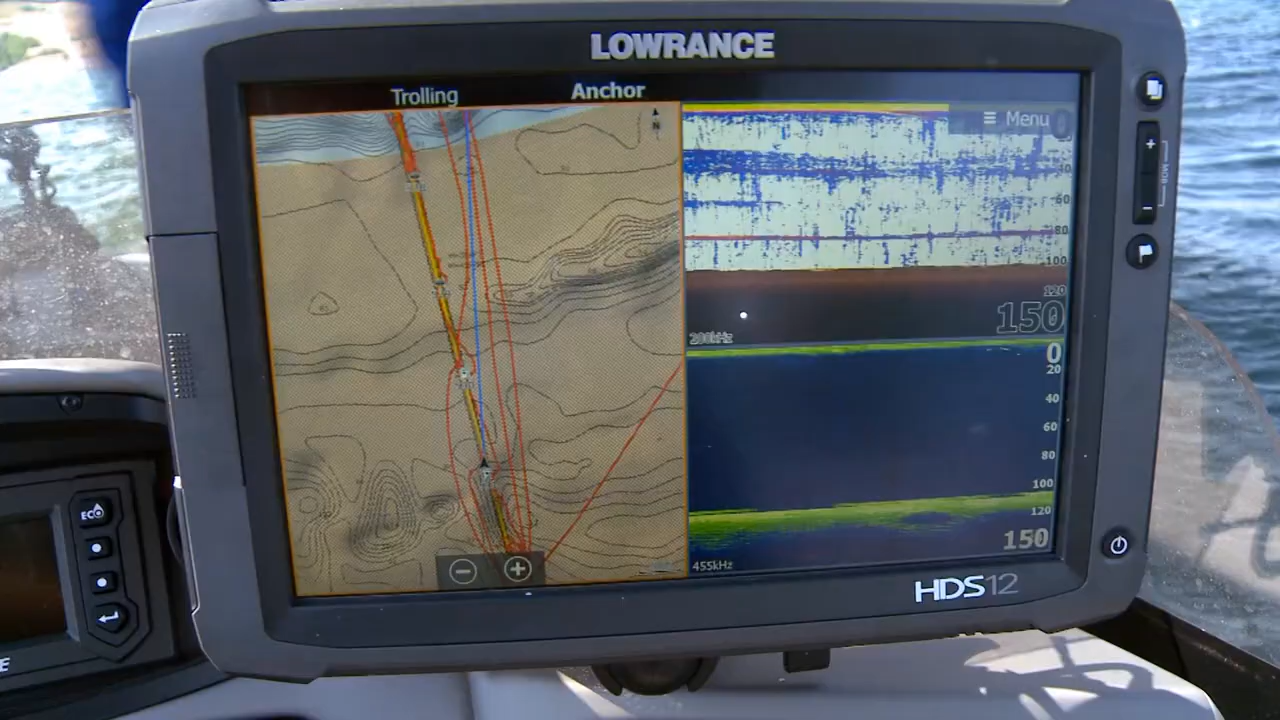 LOWRANCE
Trolling
Anchor
N
≡ Menu
0
60
80
100
120
150
200kHz
0
20
40
60
80
100
120
150
455kHz
HDS12
ECO
MOB